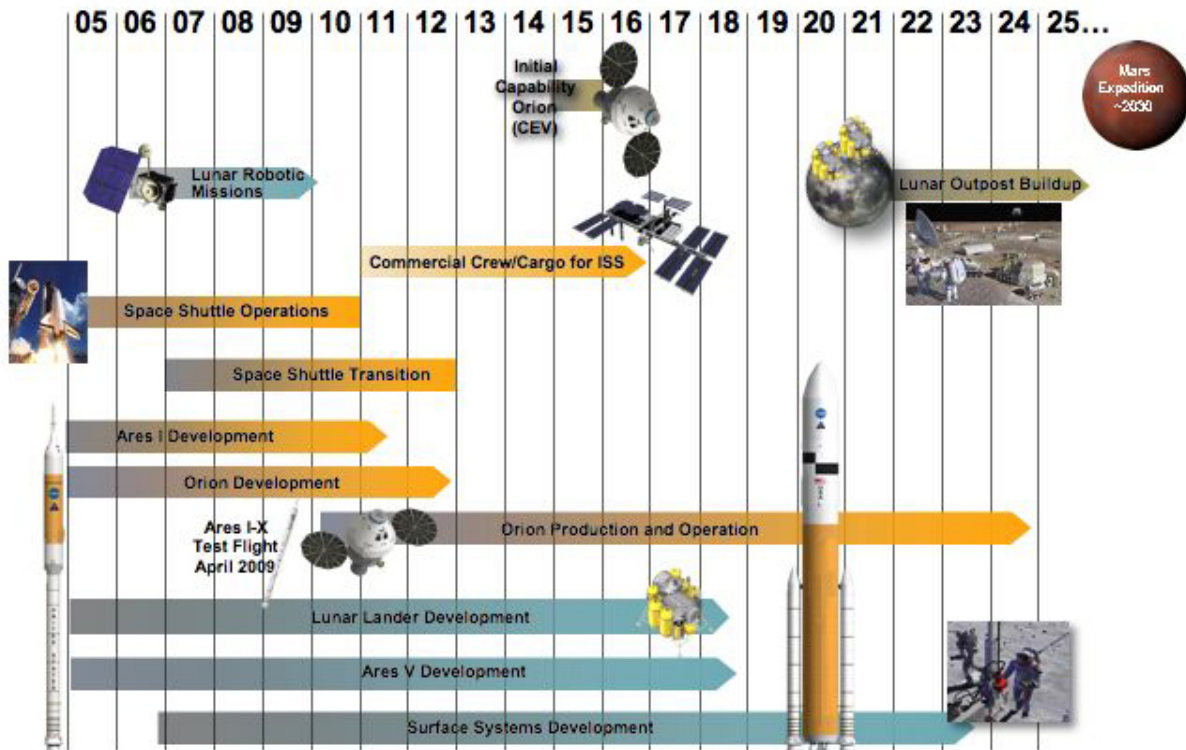 05 06 07 08 09 10 11 12 13 14 15 16 17 18 19 20 21 22 23 24 25...
Initial
Capability
Orion
(CEV)
Mars
Expedition
~2030
Lunar Robotic
Missions
Lunar Outpost Buildup
Commercial Crew/Cargo for ISS
Space Shuttle Operations
Space Shuttle Transition
Ares I Development
Orion Development
Ares I-X
Test Flight
April 2009
Orion Production and Operation
Lunar Lander Development
Ares V Development
Surface Systems Development